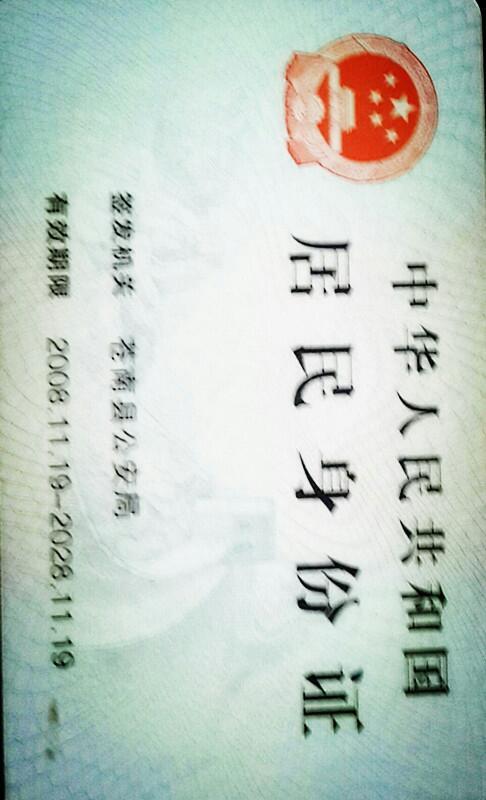 中华人民共和国
居民身份证
签发机关 苍南县公安局
有效期限 2008.11.19-2028.11.19